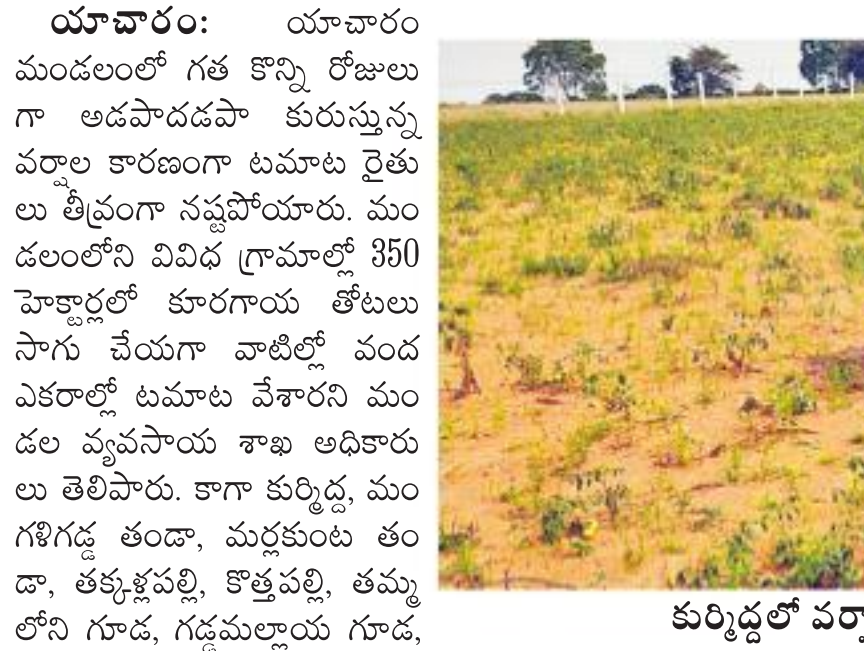 యాచారం: యాచారం
మండలంలో గత కొన్ని రోజులు
గా అడపాదడపా కురుస్తున్న
వర్షాల కారణంగా టమాట రైతు
లు తీవ్రంగా నష్టపోయారు. మం
డలంలోని వివిధ గ్రామాల్లో 350
హెక్టార్లలో కూరగాయ తోటలు
సాగు చేయగా వాటిల్లో వంద
ఎకరాల్లో టమాట వేశారని మం
డల వ్యవసాయ శాఖ అధికారు
లు తెలిపారు. కాగా కుర్మిద్ద, మం
గళిగడ్డ తండా, మర్లకుంట తం
డా, తక్కళ్లపల్లి, కొత్తపల్లి, తమ్మ
లోని గూడ, గడ్డమల్లాయ గూడ,
కుర్మిద్దలో